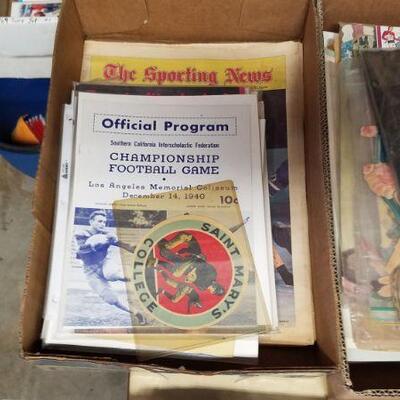 The Sporting News
Official Program
Southern California Interscholastic Federation
CHAMPIONSHIP
FOOTBALL GAME
Los Angeles Memorial Coliseum
December 14, 1940
10¢
SAINT MARY'S
COLLEGE